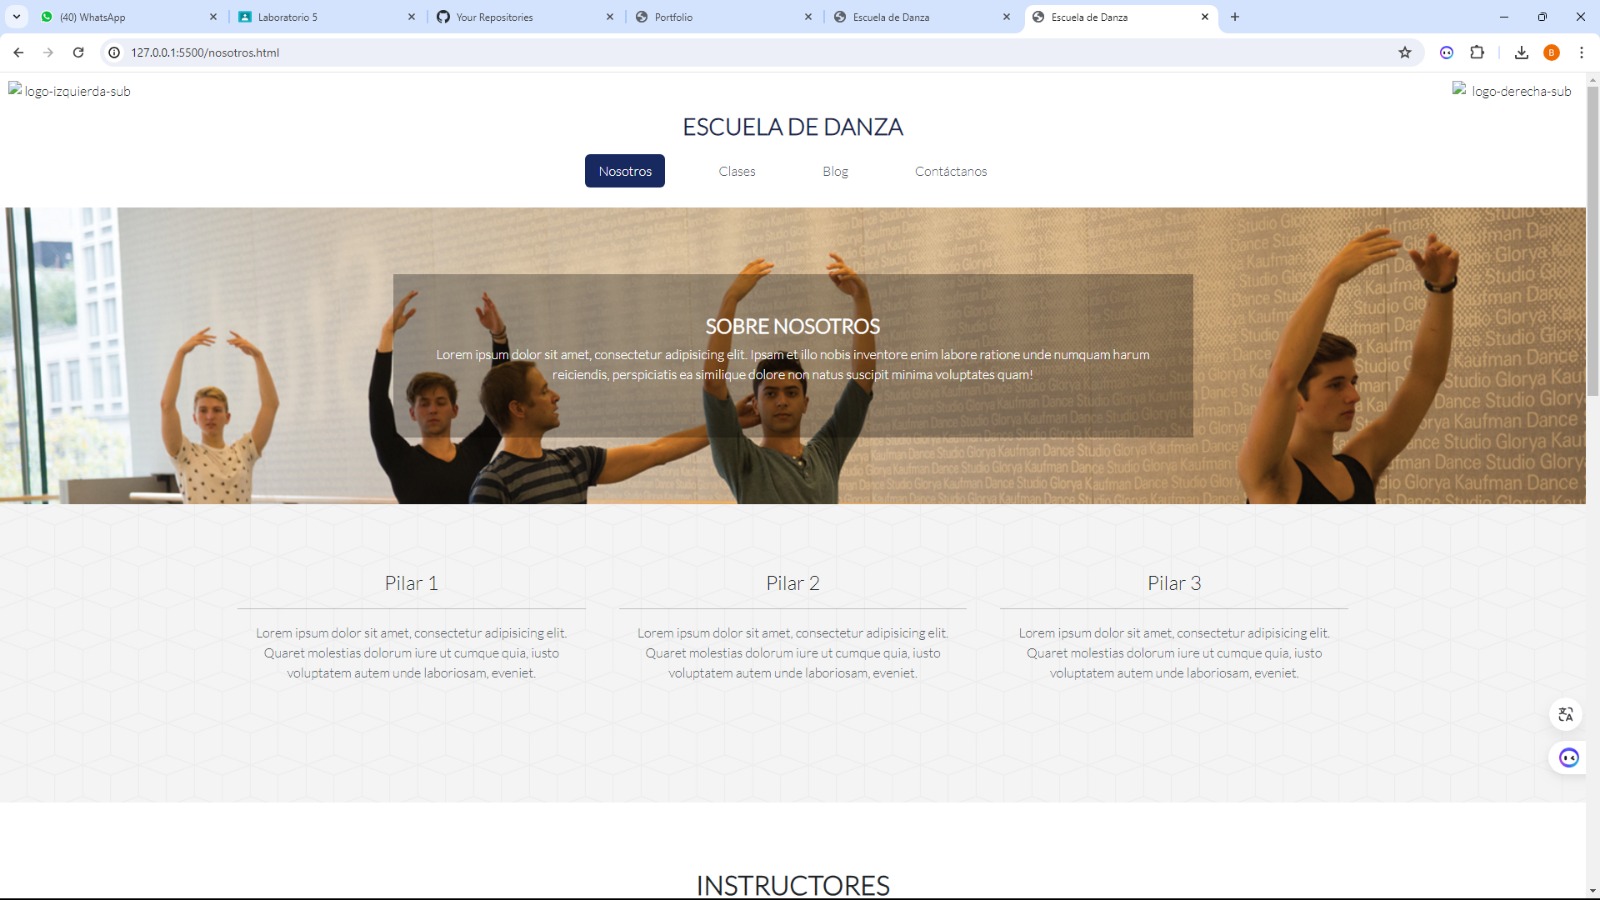 (40) WhatsApp
Laboratorio 5
Your Repositories
Portfolio
Escuela de Danza
Escuela de Danza
127.0.0.1:5500/nosotros.html
B
logo-izquierda-sub
logo-derecha-sub
ESCUELA DE DANZA
Nosotros
Clases
Blog
Contáctanos
SOBRE NOSOTROS
Lorem ipsum dolor sit amet, consectetur adipisicing elit. Ipsam et illo nobis inventore enim labore ratione unde numquam harum
reiciendis, perspiciatis ea similique dolore non natus suscipit minima voluptates quam!
Dance Studio Glorya Kaufman
Pilar 1
Lorem ipsum dolor sit amet, consectetur adipisicing elit.
Quaret molestias dolorum iure ut cumque quia, iusto
voluptatem autem unde laboriosam, eveniet.
Pilar 2
Lorem ipsum dolor sit amet, consectetur adipisicing elit.
Quaret molestias dolorum iure ut cumque quia, iusto
voluptatem autem unde laboriosam, eveniet.
Pilar 3
Lorem ipsum dolor sit amet, consectetur adipisicing elit.
Quaret molestias dolorum iure ut cumque quia, iusto
voluptatem autem unde laboriosam, eveniet.
INSTRUCTORES